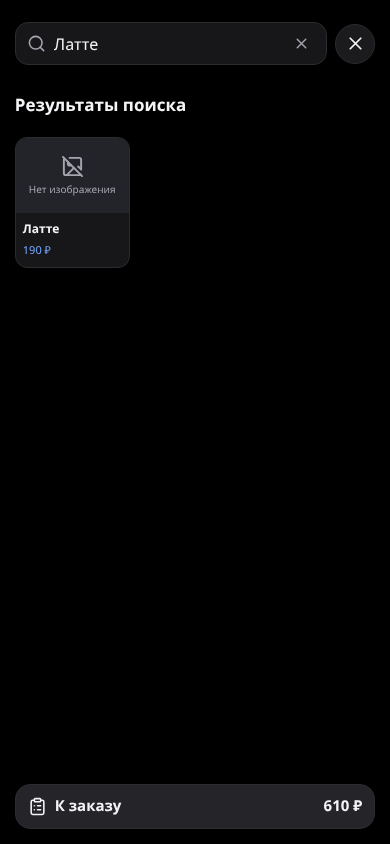 Латте
Результаты поиска
Нет изображения
Латте
190 ₽
К заказу
610 ₽